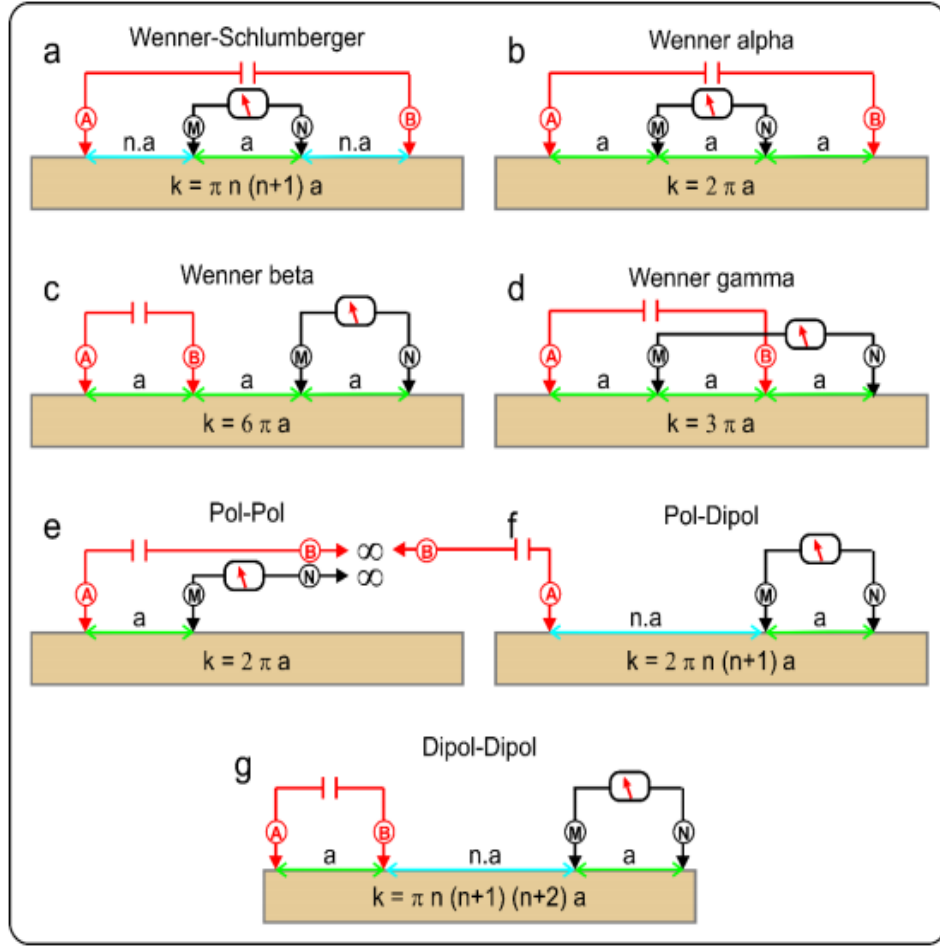 a Wenner-Schlumberger
A M N B
n.a a n.a
k = π n (n+1) a
b Wenner alpha
A M N B
a a a
k = 2 π a
c Wenner beta
A B M N
a a a
k = 6 π a
d Wenner gamma
A M B N
a a a
k = 3 π a
e Pol-Pol
B ∞
N ∞
A M
a
k = 2 π a
f Pol-Dipol
B
A M N
n.a a
k = 2 π n (n+1) a
g Dipol-Dipol
A B M N
a n.a a
k = π n (n+1) (n+2) a